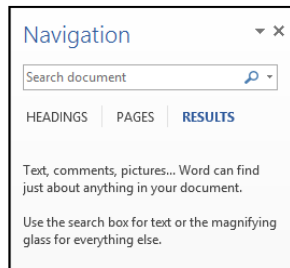 Navigation
Search document
HEADINGS PAGES RESULTS
Text, comments, pictures... Word can find
just about anything in your document.
Use the search box for text or the magnifying
glass for everything else.